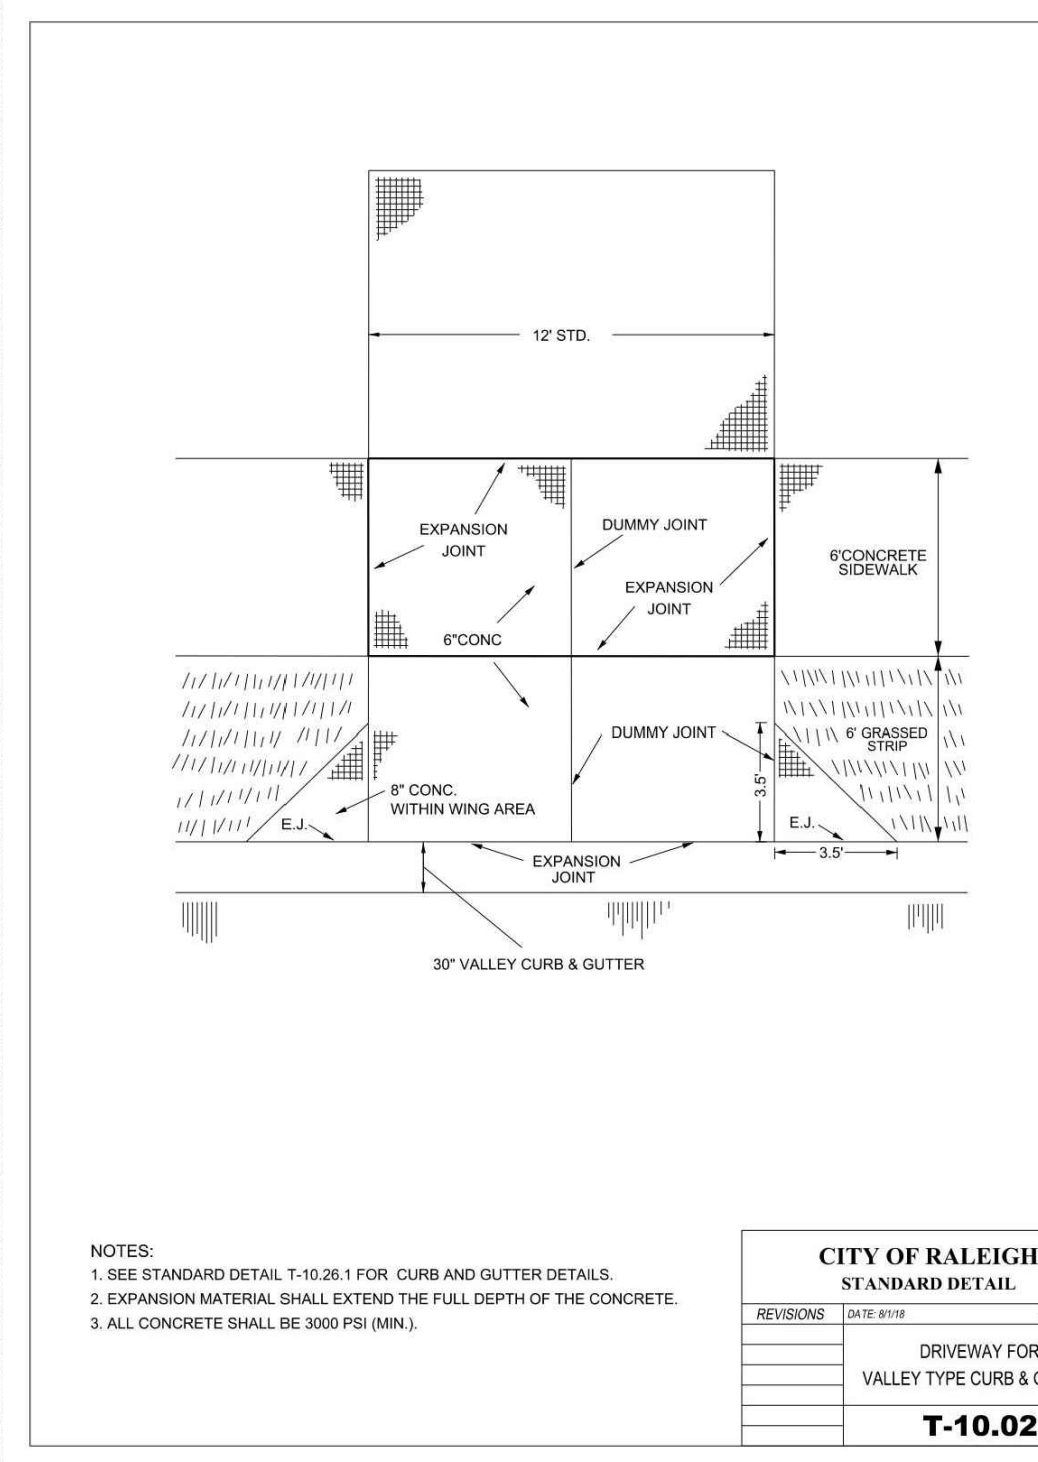 12' STD.
EXPANSION
JOINT
DUMMY JOINT
6'CONCRETE
SIDEWALK
EXPANSION
JOINT
6"CONC
DUMMY JOINT
6' GRASSED
STRIP
3.5'
8" CONC.
WITHIN WING AREA
E.J.
E.J.
3.5'
EXPANSION
JOINT
30" VALLEY CURB & GUTTER
NOTES:
1. SEE STANDARD DETAIL T-10.26.1 FOR CURB AND GUTTER DETAILS.
2. EXPANSION MATERIAL SHALL EXTEND THE FULL DEPTH OF THE CONCRETE.
3. ALL CONCRETE SHALL BE 3000 PSI (MIN.).
CITY OF RALEIGH
STANDARD DETAIL
REVISIONS
DATE: 8/1/18
DRIVEWAY FOR
VALLEY TYPE CURB &
T-10.02